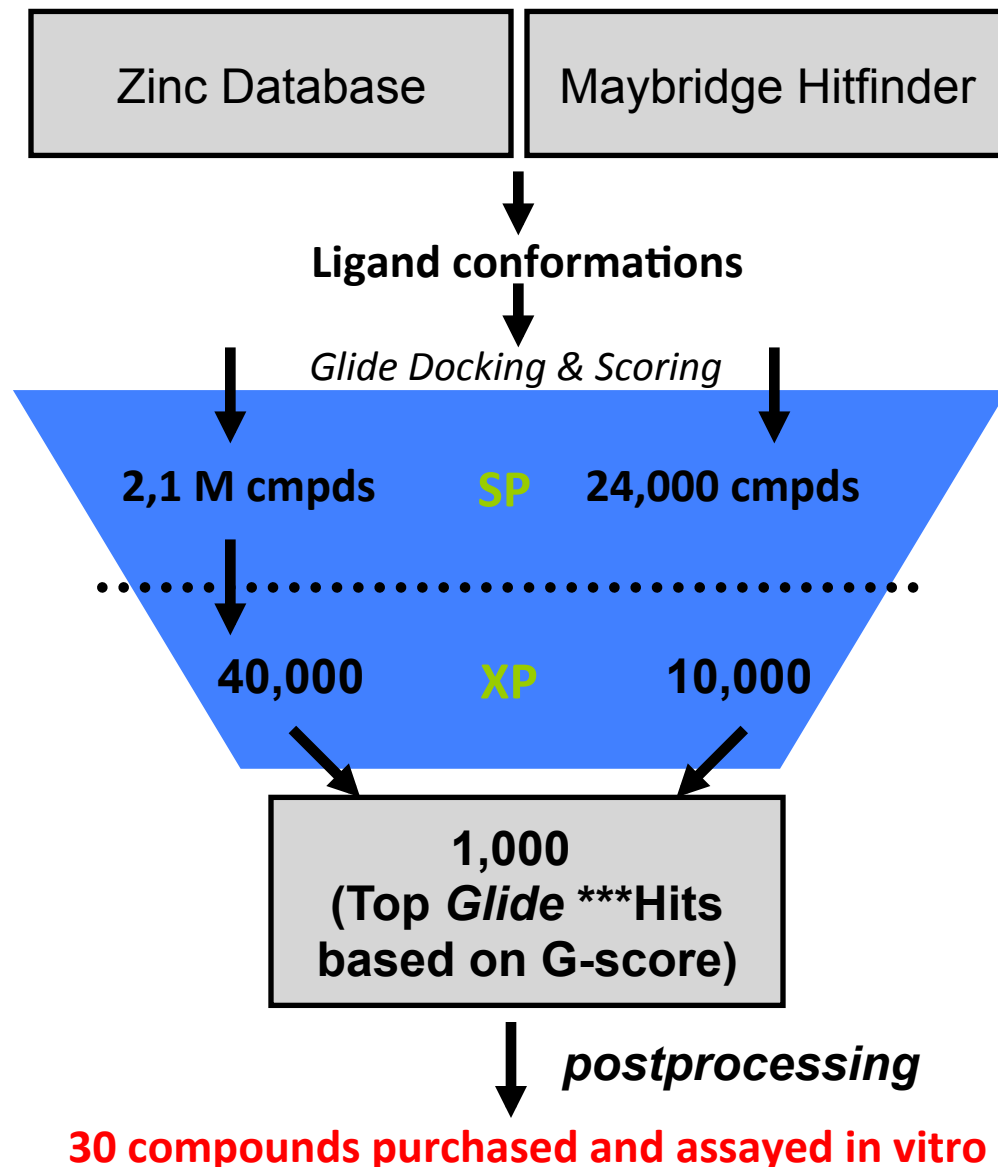 Zinc Database
Maybridge Hitfinder
Ligand conformations
Glide Docking & Scoring
2,1 M cmpds
SP
24,000 cmpds
40,000
XP
10,000
1,000
(Top Glide ***Hits
based on G-score)
postprocessing
30 compounds purchased and assayed in vitro